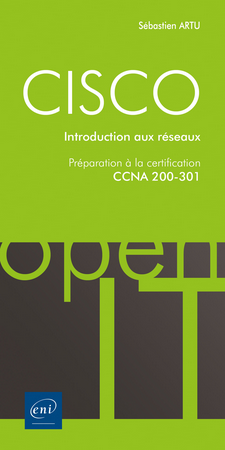 Sébastien ARTU
CISCO
Introduction aux réseaux
Préparation à la certification
CCNA 200-301
open
IT
eni